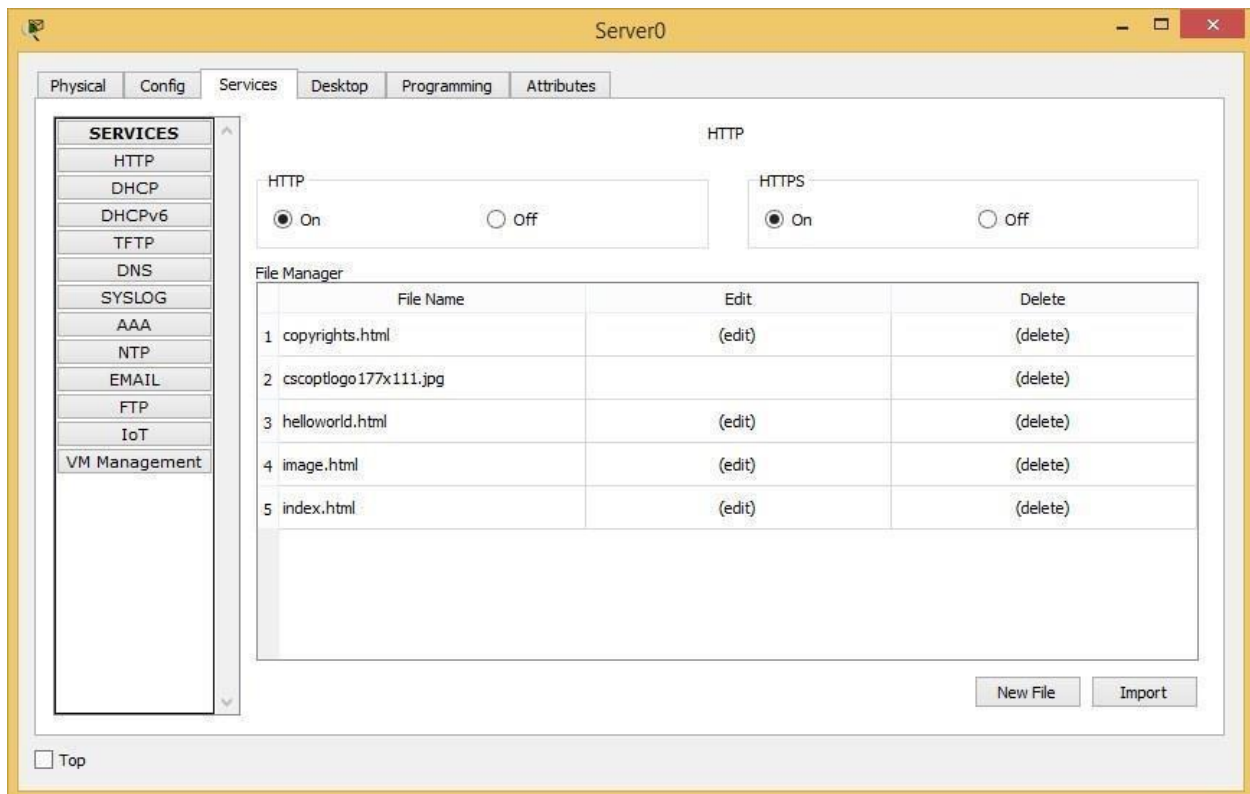 Server0
Physical Config Services Desktop Programming Attributes
SERVICES
HTTP
DHCP
DHCPv6
TFTP
DNS
SYSLOG
AAA
NTP
EMAIL
FTP
IoT
VM Management
HTTP
HTTP
On Off
HTTPS
On Off
File Manager
File Name Edit Delete
1 copyrights.html (edit) (delete)
2 cscoptlogo177x111.jpg (delete)
3 helloworld.html (edit) (delete)
4 image.html (edit) (delete)
5 index.html (edit) (delete)
New File Import
Top